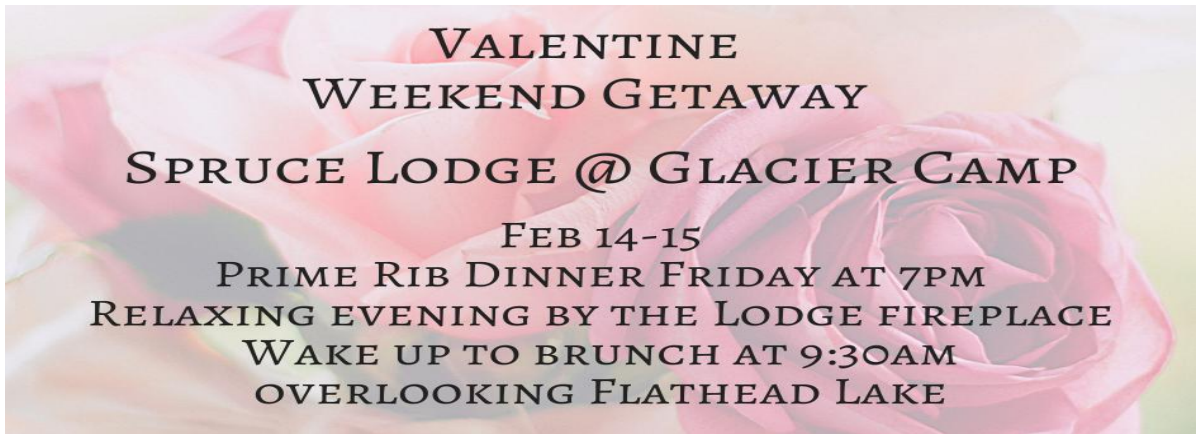 Valentine
Weekend Getaway
Spruce Lodge @ Glacier Camp
Feb 14-15
Prime Rib Dinner Friday at 7pm
Relaxing evening by the Lodge fireplace
Wake up to brunch at 9:30am
overlooking Flathead Lake